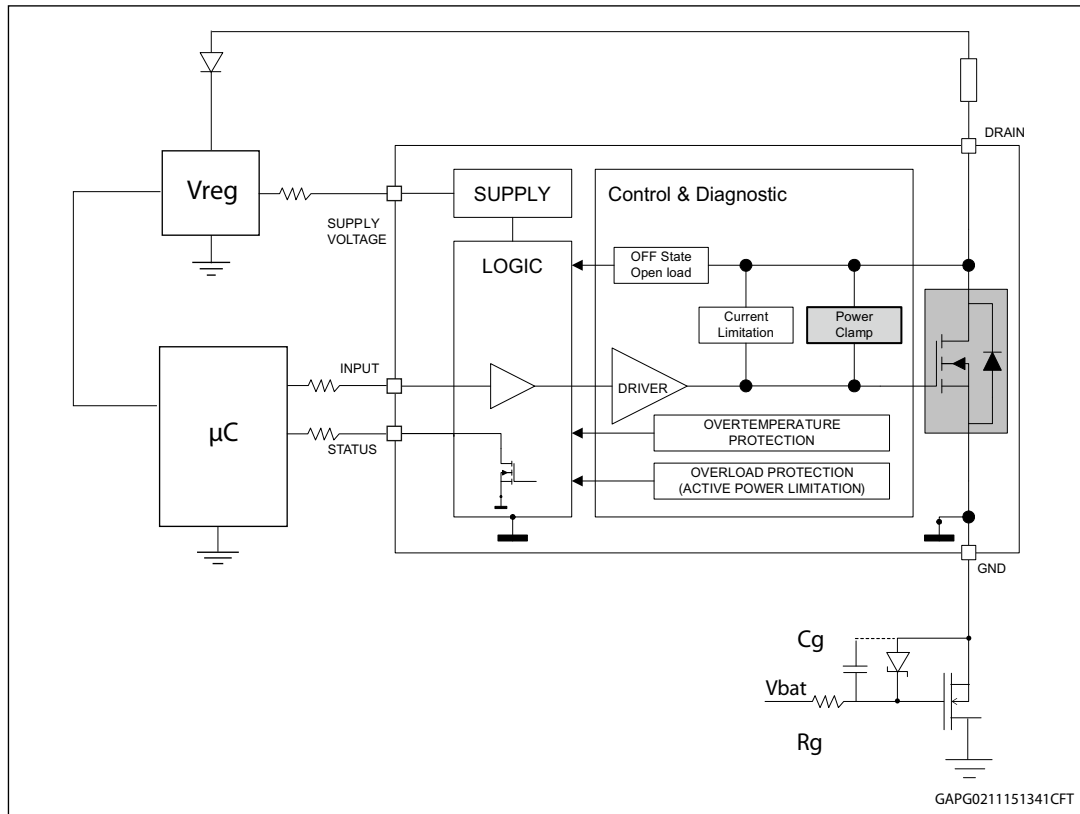 DRAIN
Vreg
SUPPLY
VOLTAGE
SUPPLY
LOGIC
Control & Diagnostic
OFF State
Open load
Current
Limitation
Power
Clamp
INPUT
DRIVER
µC
STATUS
OVERTEMPERATURE
PROTECTION
OVERLOAD PROTECTION
(ACTIVE POWER LIMITATION)
GND
Cg
Vbat
Rg
GAPG0211151341CFT